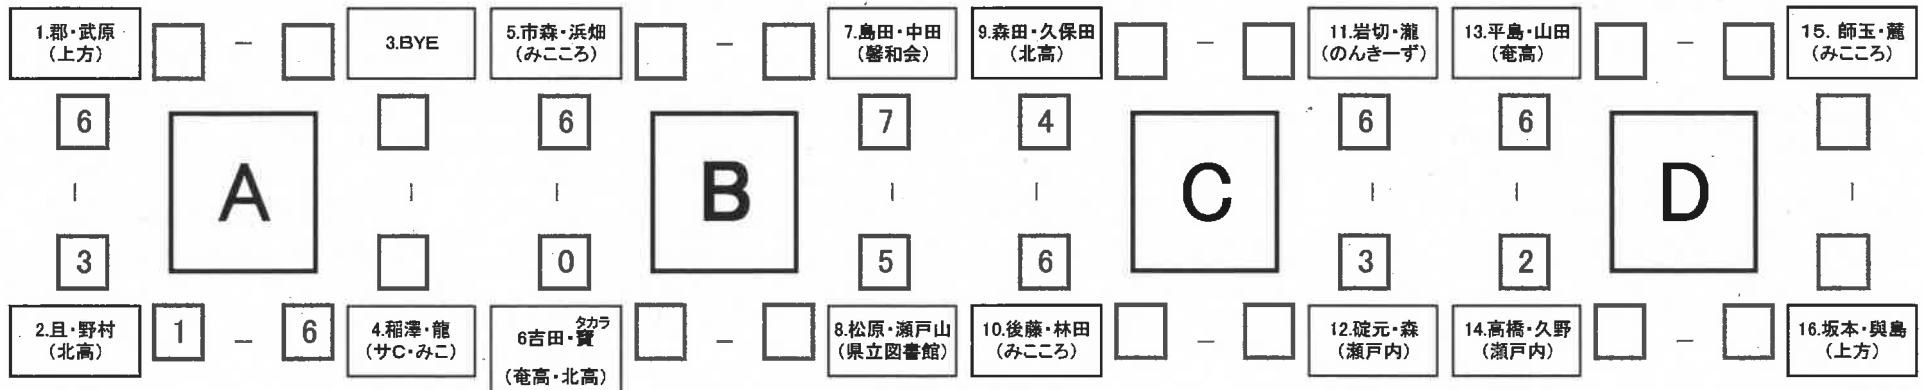 1.郡・武原
(上方)
－
3.BYE
5.市森・浜畑
(みこころ)
－
7.島田・中田
(馨和会)
9.森田・久保田
(北高)
－
11.岩切・瀧
(のんきーず)
13.平島・山田
(奄高)
－
15. 師玉・麓
(みこころ)
6
6
7
4
6
6
｜
A
｜
｜
B
｜
｜
C
｜
｜
D
｜
3
0
5
6
3
2
2.且・野村
(北高)
1 － 6
4.稲澤・龍
(サC・みこ)
タカラ
6吉田・寶
(奄高・北高)
－
8.松原・瀬戸山
(県立図書館)
10.後藤・林田
(みこころ)
－
12.碇元・森
(瀬戸内)
14.高橋・久野
(瀬戸内)
－
16.坂本・與島
(上方)